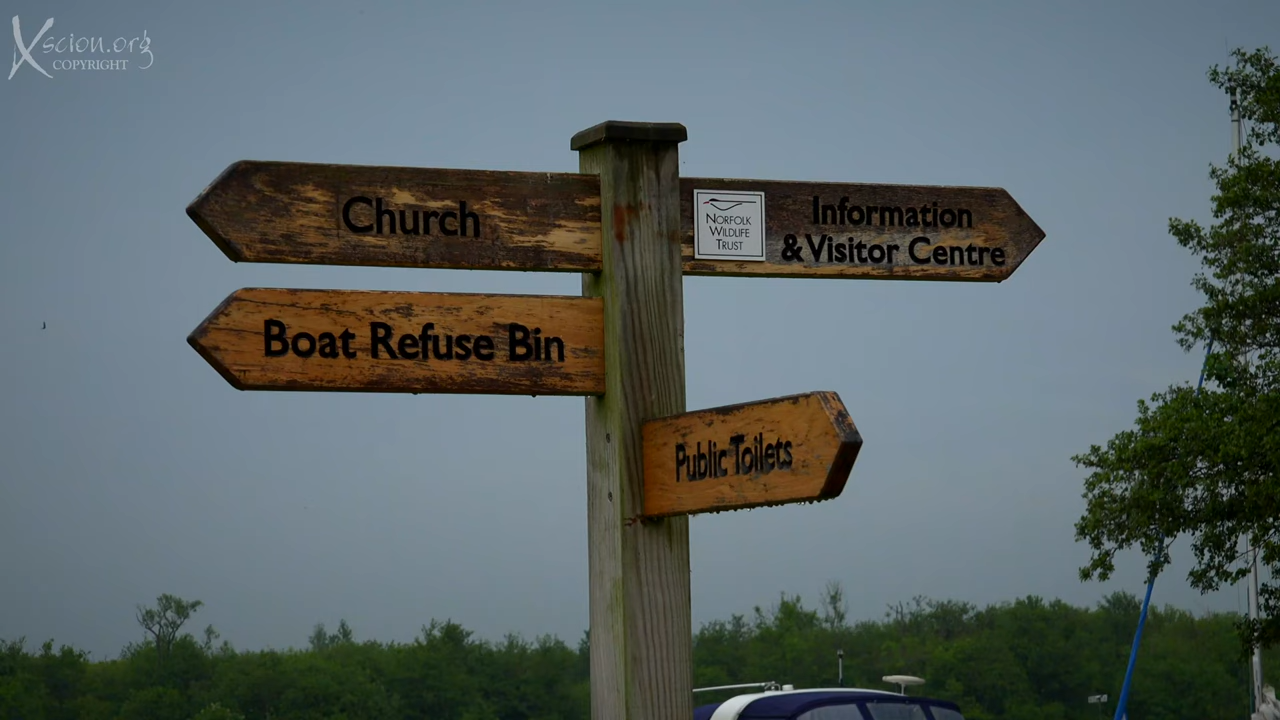 Xscion.org
COPYRIGHT
Church
NORFOLK
WILDLIFE
TRUST
Information
& Visitor Centre
Boat Refuse Bin
Public Toilets